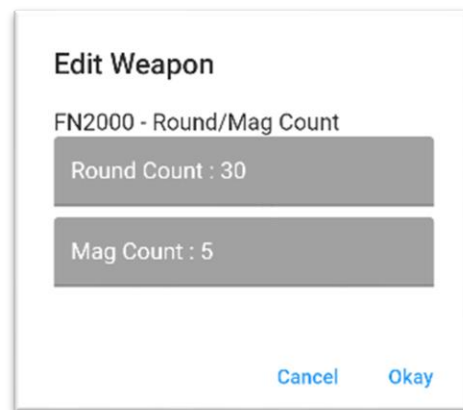 Edit Weapon
FN2000 - Round/Mag Count
Round Count : 30
Mag Count : 5
Cancel Okay